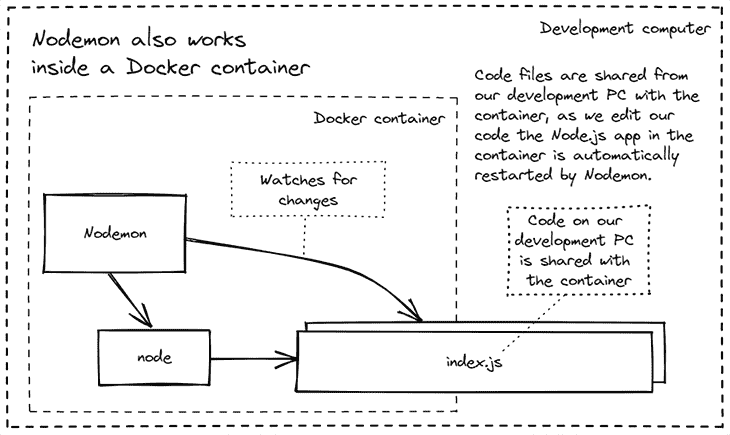 Nodemon also works
inside a Docker container
Development computer
Code files are shared from
our development PC with the
container, as we edit our
code the Node.js app in the
container is automatically
restarted by Nodemon.
Docker container
Watches for
changes
Nodemon
Code on our
development PC
is shared with
the container
node
index.js